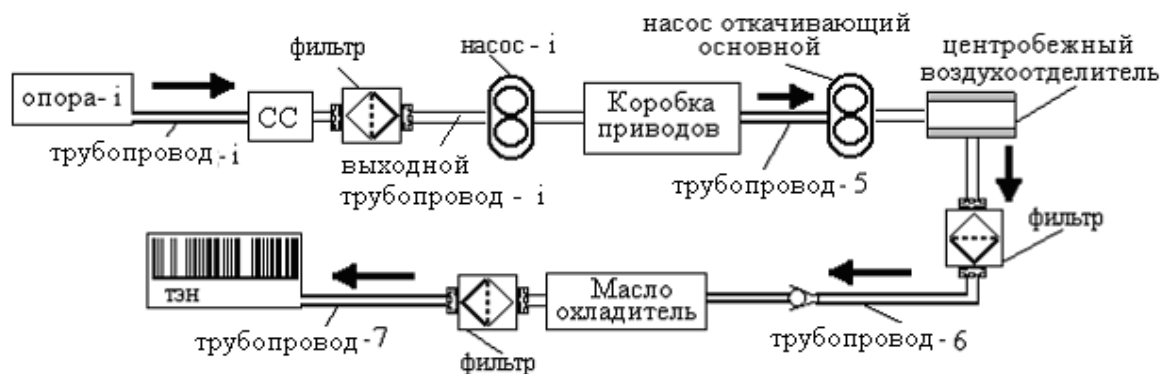 фильтр
насос - i
насос откачивающий
основной
центробежный
воздухоотделитель
опора- i
СС
Коробка
приводов
трубопровод- i
выходной
трубопровод - i
трубопровод - 5
фильтр
тэн
Масло
охладитель
трубопровод -7
фильтр
трубопровод -6